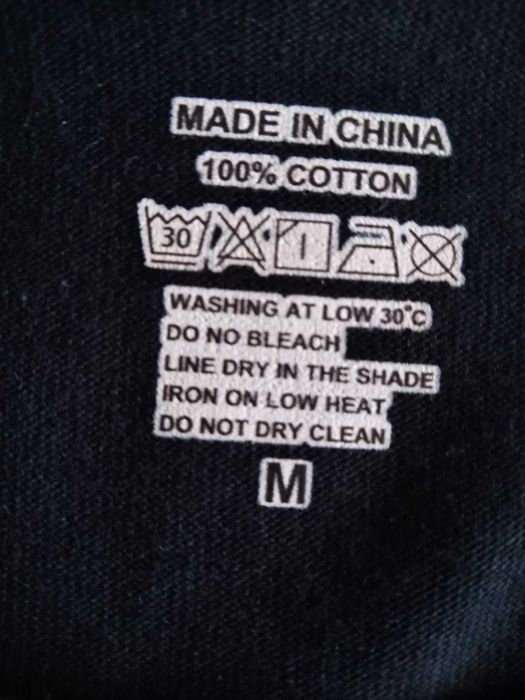 MADE IN CHINA
100% COTTON
30
WASHING AT LOW 30°C
DO NO BLEACH
LINE DRY IN THE SHADE
IRON ON LOW HEAT
DO NOT DRY CLEAN
M